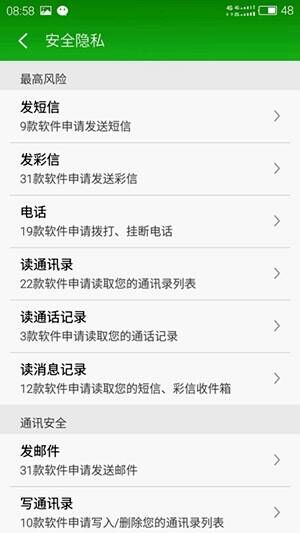 08:58
48
安全隐私
最高风险
发短信
9款软件申请发送短信
发彩信
31款软件申请发送彩信
电话
19款软件申请拨打、挂断电话
读通讯录
22款软件申请读取您的通讯录列表
读通话记录
3款软件申请读取您的通话记录
读消息记录
12款软件申请读取您的短信、彩信收件箱
通讯安全
发邮件
31款软件申请发送邮件
写通讯录
10款软件申请写入/删除您的通讯录列表